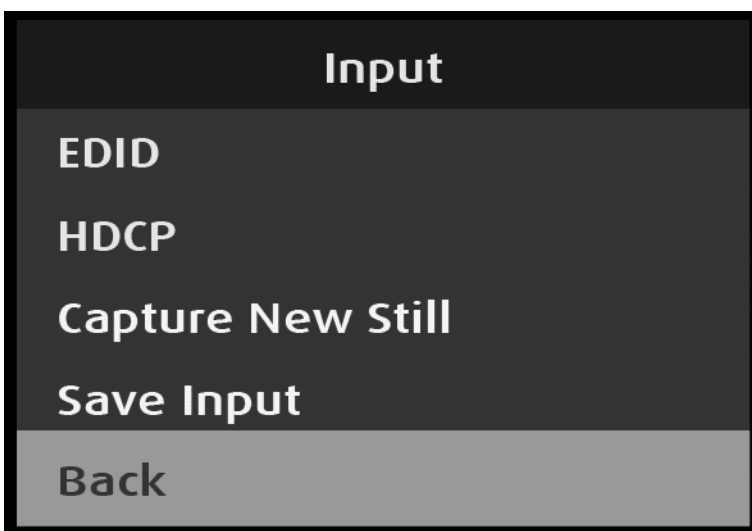 Input
EDID
HDCP
Capture New Still
Save Input
Back